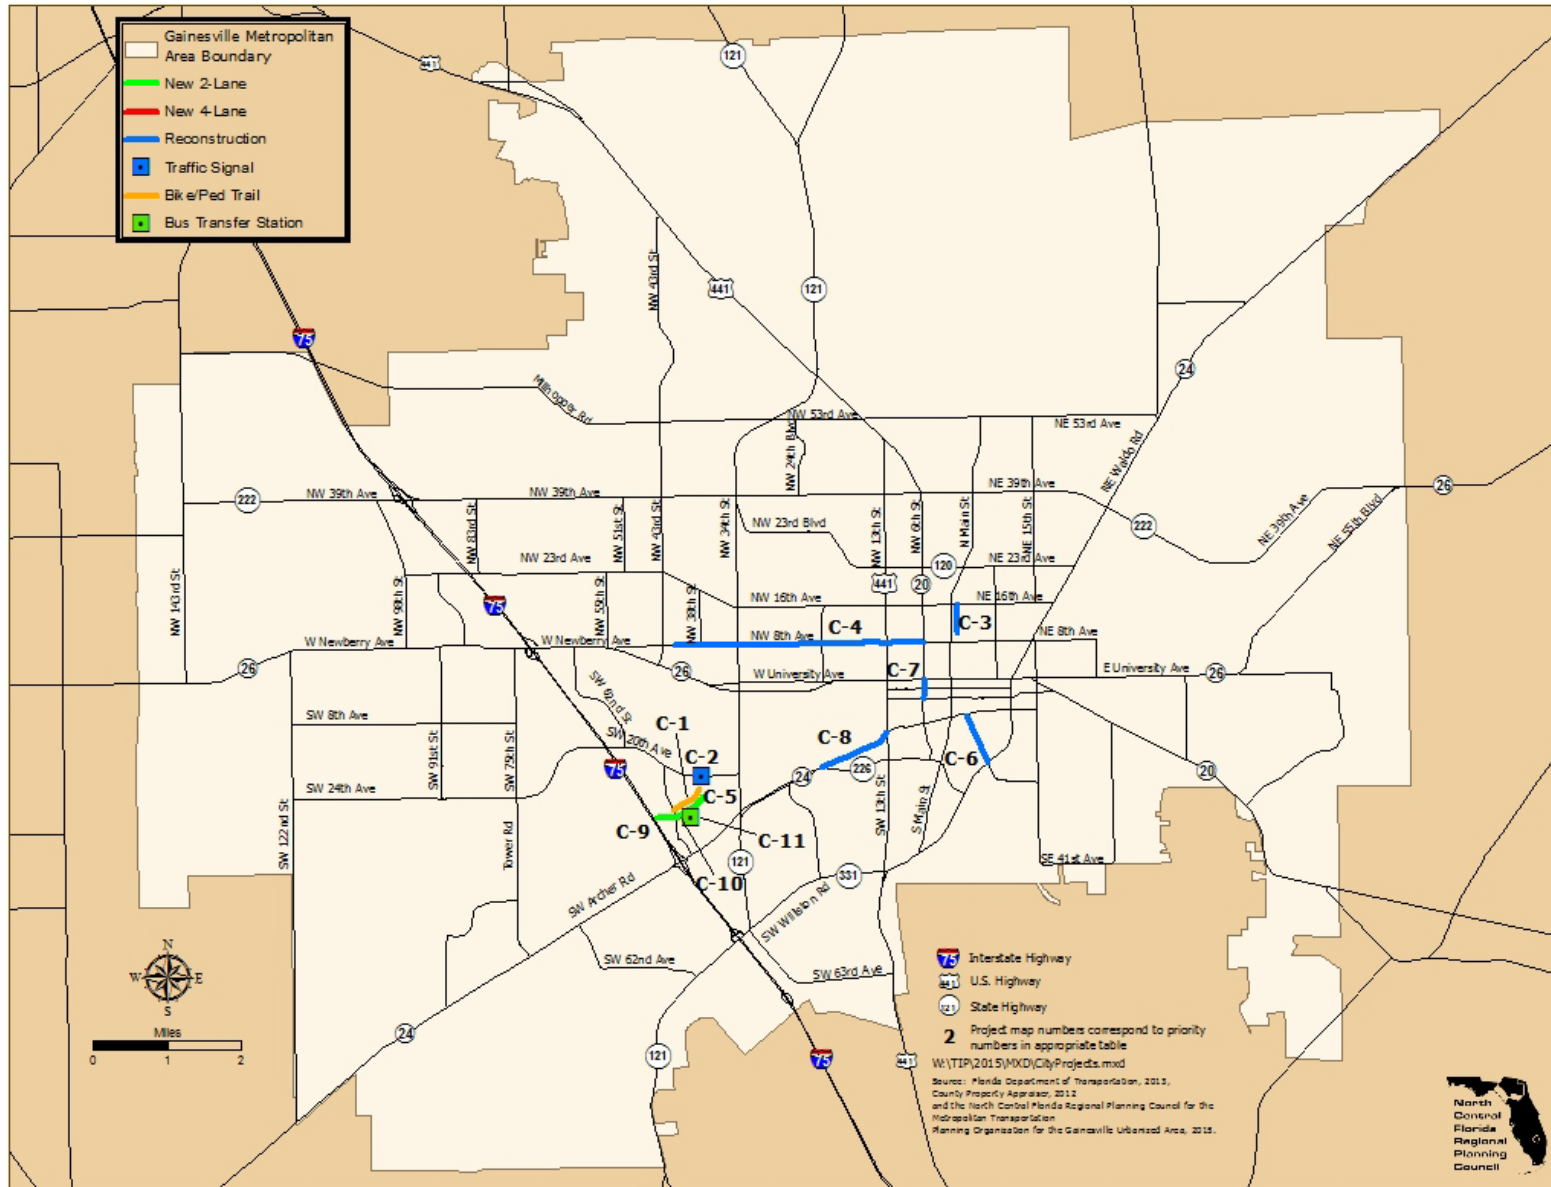 Gainesville Metropolitan
Area Boundary
New 2-Lane
New 4-Lane
Reconstruction
Traffic Signal
Bike/Ped Trail
Bus Transfer Station
441
121
75
NW 43rd St
441
121
24
Millhopper Rd
NW 53rd Ave
NE 53rd Ave
NW 24th Blvd
NE Waldo Rd
222
NW 39th Ave
NW 39th Ave
NE 39th Ave
26
NW 83rd St
NW 51st St
NW 43rd St
NW 34th St
NW 23rd Blvd
NW 13th St
NW 6th St
N Main St
NE 15th St
222
NE 39th Ave
NE 55th Blvd
NW 23rd Ave
120
NE 23rd Ave
NW 143rd St
NW 98th St
75
NW 55th St
NW 38th St
441
20
NW 16th Ave
NE 16th Ave
C-4
C-3
W Newberry Ave
W Newberry Ave
NW 8th Ave
NE 8th Ave
26
26
W University Ave
C-7
E University Ave
26
SW 62nd St
SW 8th Ave
SW 91st St
SW 75th St
C-1
SW 20th Ave
C-2
C-8
C-6
75
24
226
20
SW 24th Ave
C-5
SW 122nd St
Tower Rd
C-9
C-11
SW 13th St
S Main St
121
SE 41st Ave
C-10
331
SW Archer Rd
SW Williston Rd
SW 62nd Ave
SW 63rd Ave
24
121
75
441
N
W
E
S
Miles
0
1
2
75
Interstate Highway
441
U.S. Highway
121
State Highway
2
Project map numbers correspond to priority
numbers in appropriate table
W:\TIP\2015\MXD\CityProjects.mxd
Source: Florida Department of Transportation, 2013,
County Property Appraiser, 2012
and the North Central Florida Regional Planning Council for the
Metropolitan Transportation
Planning Organization for the Gainesville Urbanized Area, 2015.
North
Central
Florida
Regional
Planning
Council